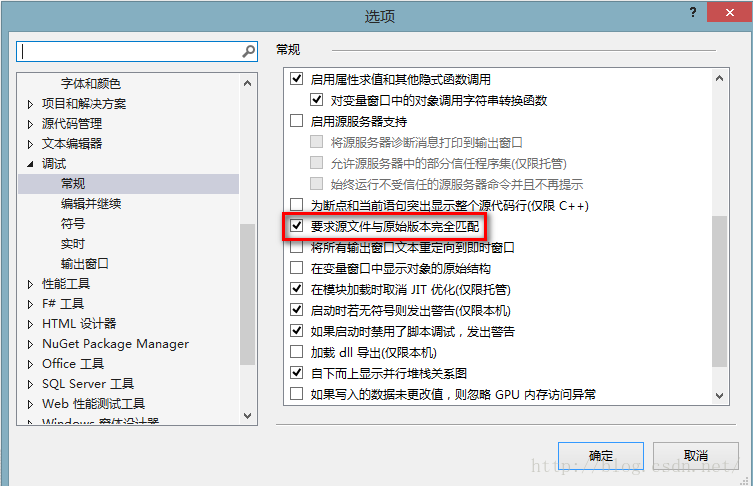 选项
?
常规
字体和颜色
项目和解决方案
源代码管理
文本编辑器
调试
常规
编辑并继续
符号
实时
输出窗口
性能工具
F# 工具
HTML 设计器
NuGet Package Manager
Office 工具
SQL Server 工具
Web 性能测试工具
Windows 窗体设计器
启用属性求值和其他隐式函数调用
对变量窗口中的对象调用字符串转换函数
启用源服务器支持
将源服务器诊断消息打印到输出窗口
允许源服务器中的部分信任程序集(仅限托管)
始终运行不受信任的源服务器命令并且不再提示
为断点和当前语句突出显示整个源代码行(仅限 C++)
要求源文件与原始版本完全匹配
将所有输出窗口文本重定向到即时窗口
在变量窗口中显示对象的原始结构
在模块加载时取消 JIT 优化(仅限托管)
启动时若无符号则发出警告(仅限本机)
如果启动时禁用了脚本调试，发出警告
加载 dll 导出(仅限本机)
自下而上显示并行堆栈关系图
如果写入的数据未更改值，则忽略 GPU 内存访问异常
确定
取消
http://blog.csdn.net/